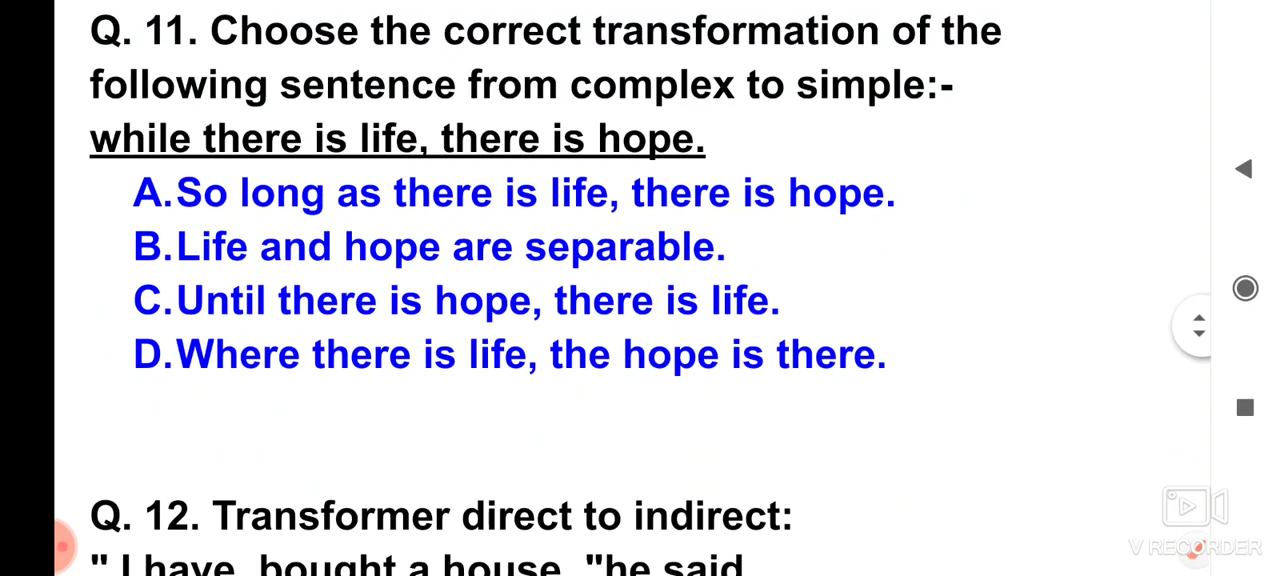 Q. 11. Choose the correct transformation of the
following sentence from complex to simple:-
while there is life, there is hope.
A.So long as there is life, there is hope.
B.Life and hope are separable.
C.Until there is hope, there is life.
D.Where there is life, the hope is there.
Q. 12. Transformer direct to indirect:
" I have bought a house, "he said
V RECORDER